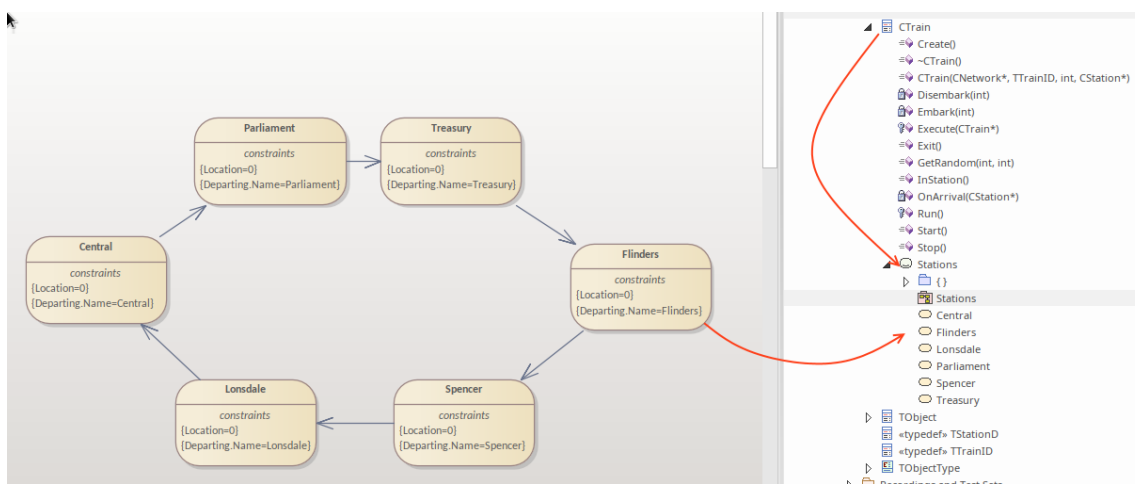 Parliament
constraints
{Location=0}
{Departing.Name=Parliament}
Treasury
constraints
{Location=0}
{Departing.Name=Treasury}
Central
constraints
{Location=0}
{Departing.Name=Central}
Flinders
constraints
{Location=0}
{Departing.Name=Flinders}
Lonsdale
constraints
{Location=0}
{Departing.Name=Lonsdale}
Spencer
constraints
{Location=0}
{Departing.Name=Spencer}
CTrain
Create()
~CTrain()
CTrain(CNetwork*, TTrainID, int, CStation*)
Disembark(int)
Embark(int)
Execute(CTrain*)
Exit()
GetRandom(int, int)
InStation()
OnArrival(CStation*)
Run()
Start()
Stop()
Stations
{ }
Stations
Central
Flinders
Lonsdale
Parliament
Spencer
Treasury
TObject
«typedef» TStationD
«typedef» TTrainID
TObjectType
Recordings and Test Sets